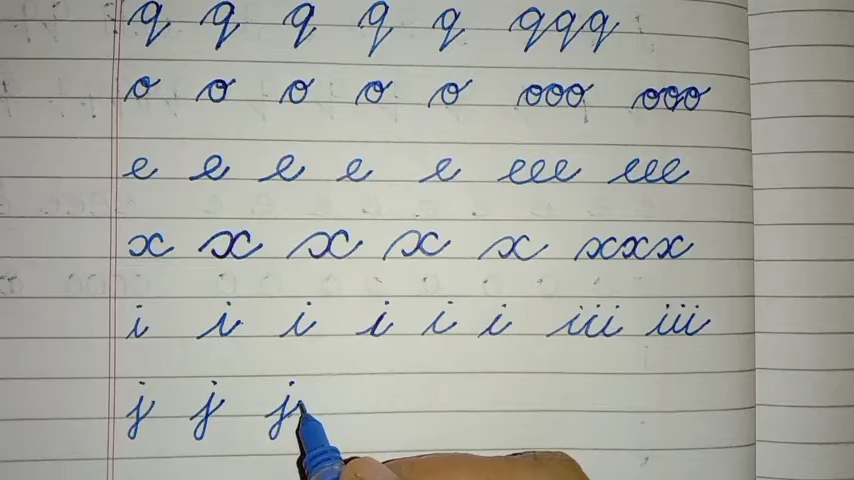 q q q q q qqq
o o o o o ooo ooo
e e e e e eee eee
x x x x x xxx
i i i i i i iii iii
j j j